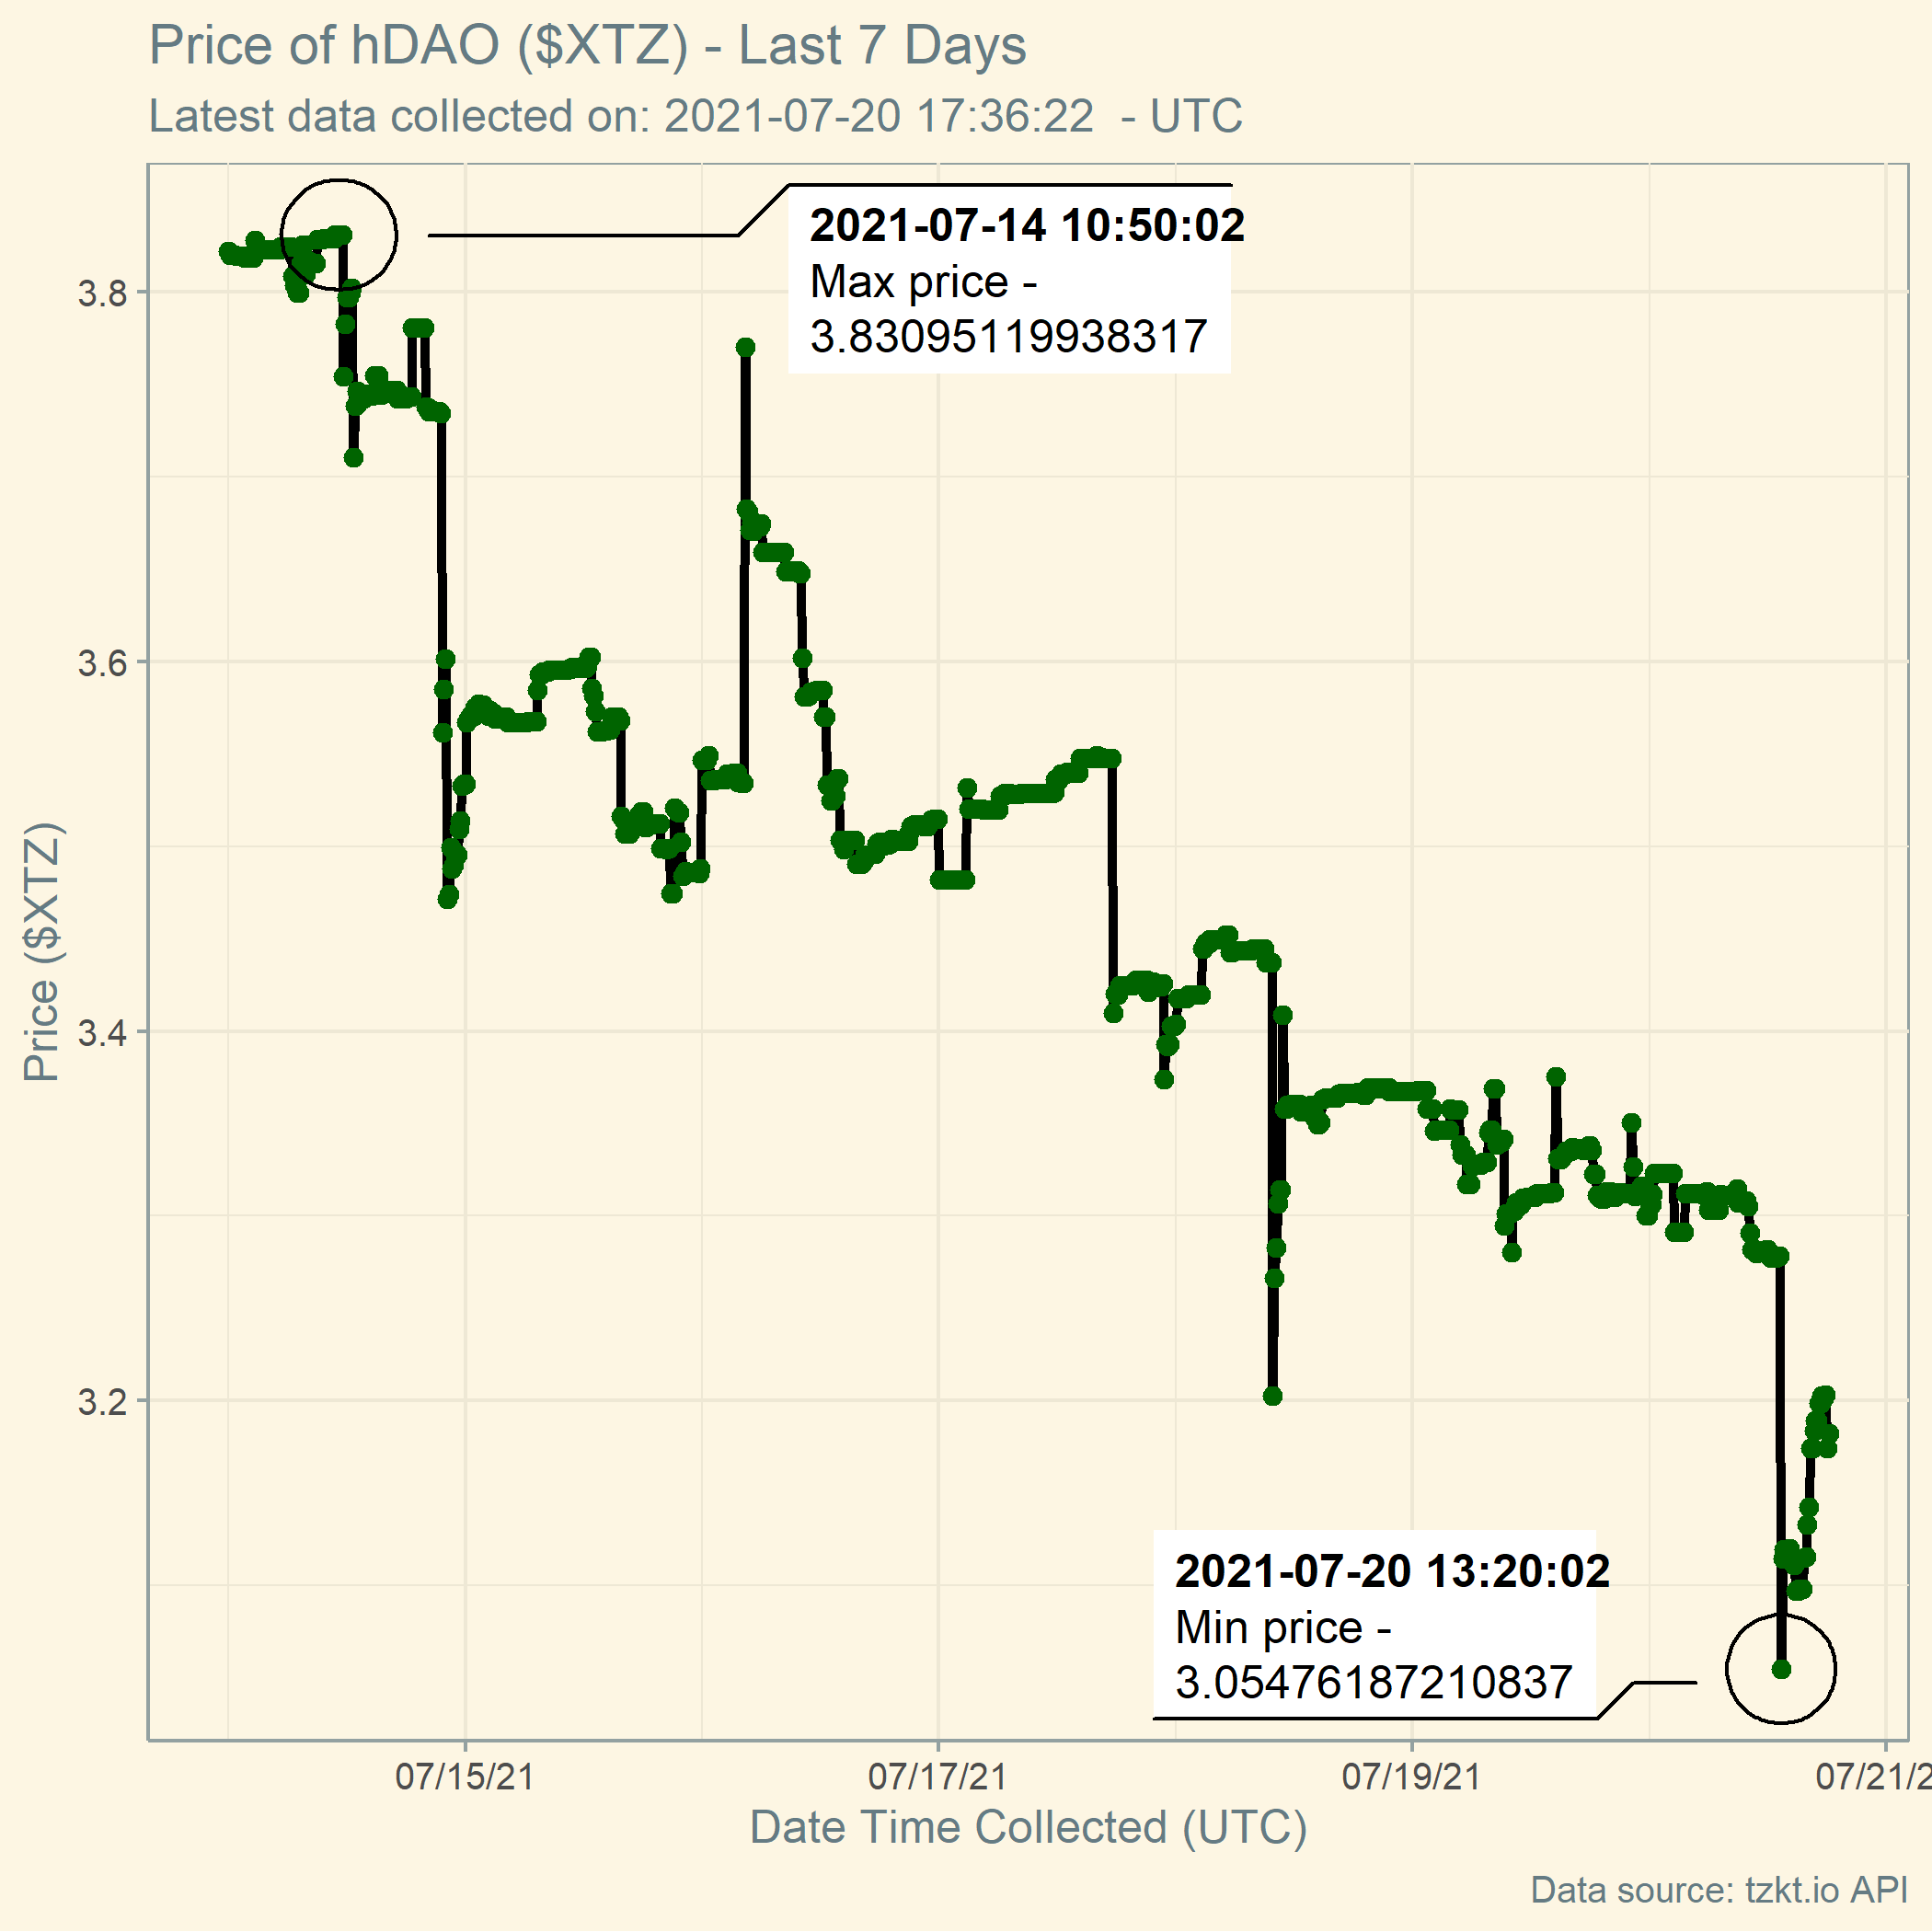 Price of hDAO ($XTZ) - Last 7 Days
Latest data collected on: 2021-07-20 17:36:22  - UTC
2021-07-14 10:50:02
Max price -
3.83095119938317
3.8
3.6
3.4
3.2
Price ($XTZ)
2021-07-20 13:20:02
Min price -
3.05476187210837
07/15/21
07/17/21
07/19/21
07/21/2
Date Time Collected (UTC)
Data source: tzkt.io API